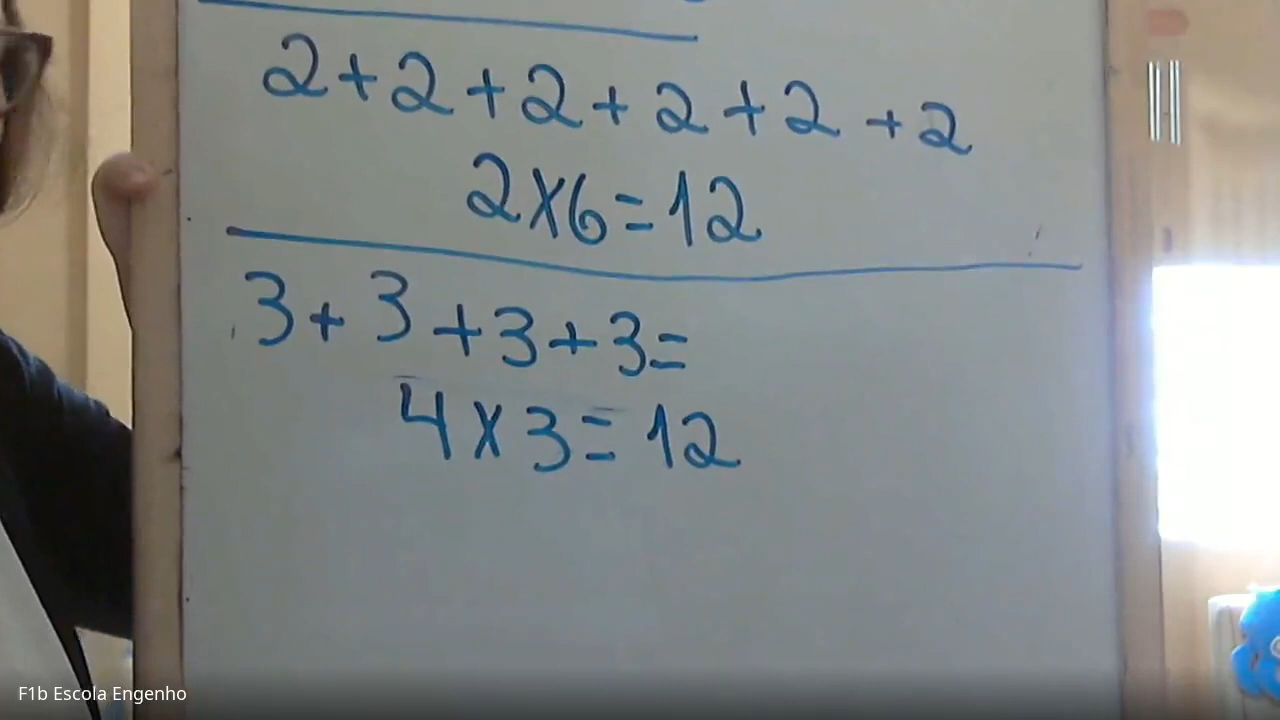 2+2+2+2+2+2
2x6=12
3+3+3+3=
4x3=12
F1b Escola Engenho